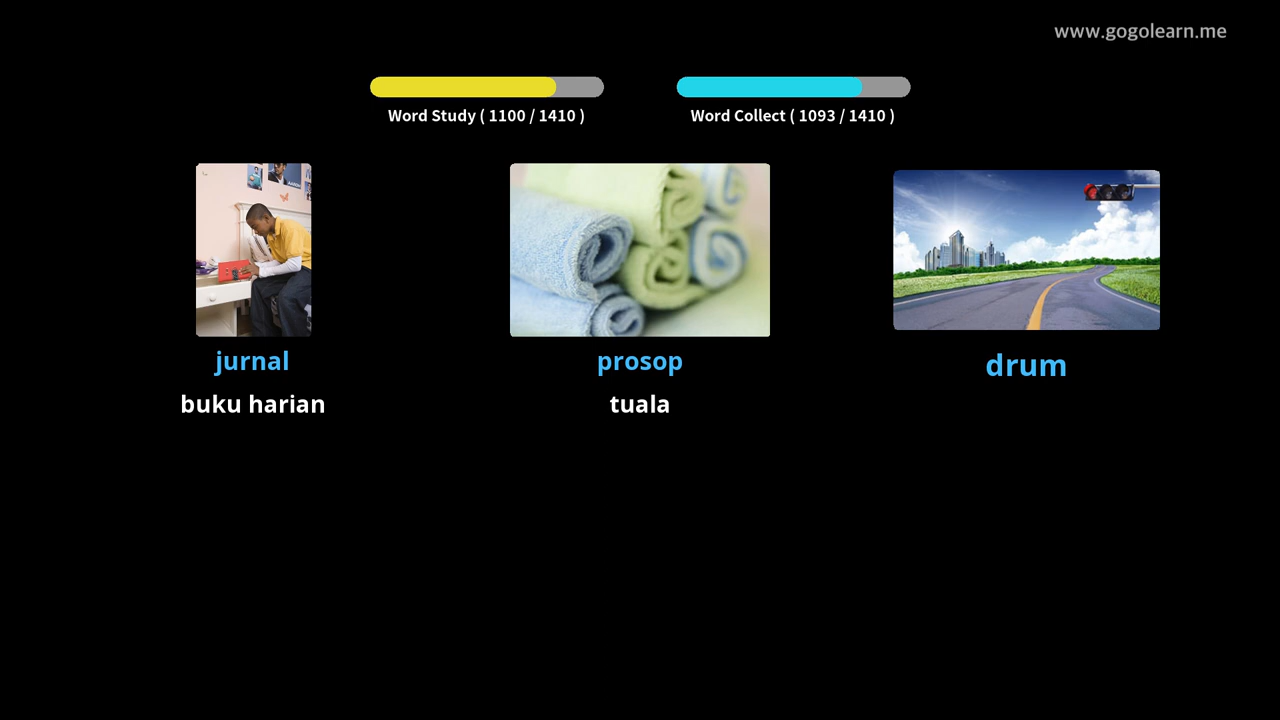 www.gogolearn.me
Word Study ( 1100 / 1410 )
Word Collect ( 1093 / 1410 )
jurnal
prosop
drum
buku harian
tuala